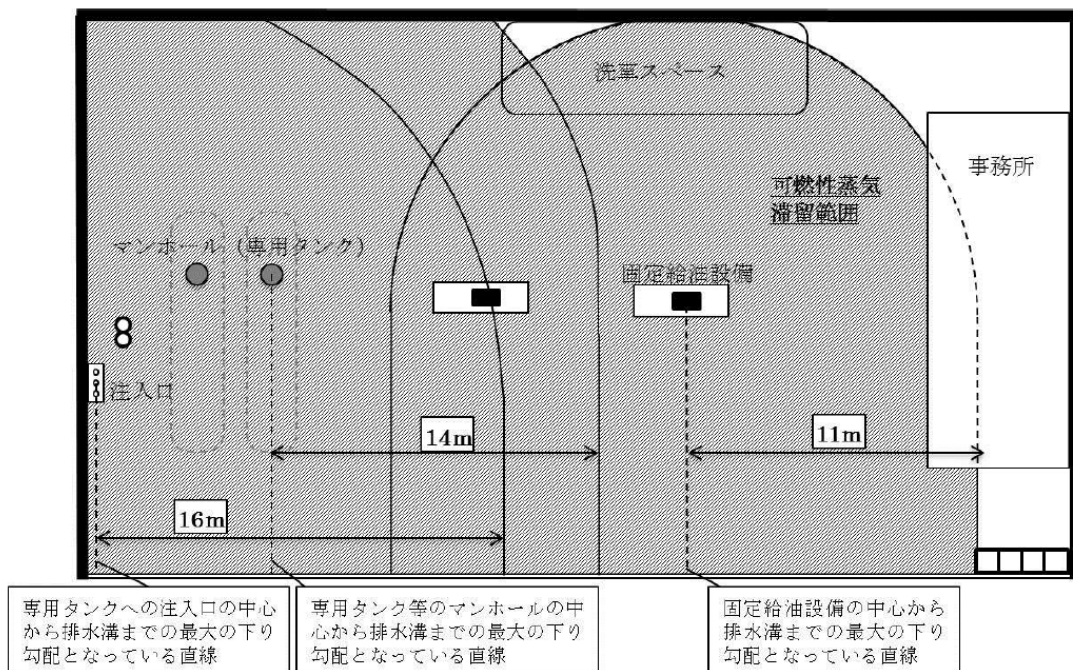 洗車スペース
事務所
可燃性蒸気
滞留範囲
マンホール (専用タンク)
固定給油設備
注入口
14m
11m
16m
専用タンクへの注入口の中心
から排水溝までの最大の下り
勾配となっている直線
専用タンク等のマンホールの中
心から排水溝までの最大の下り
勾配となっている直線
固定給油設備の中心から
排水溝までの最大の下り
勾配となっている直線